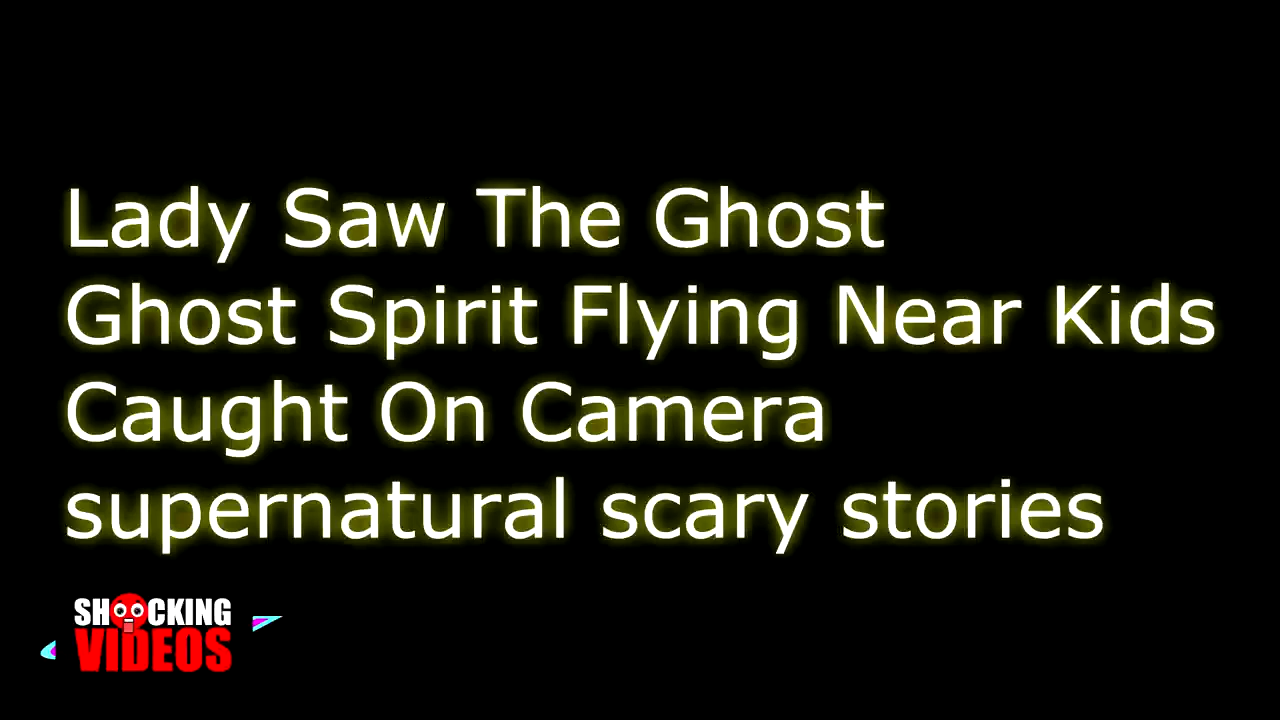 Lady Saw The Ghost
Ghost Spirit Flying Near Kids
Caught On Camera
supernatural scary stories
SHOCKING
VIDEOS